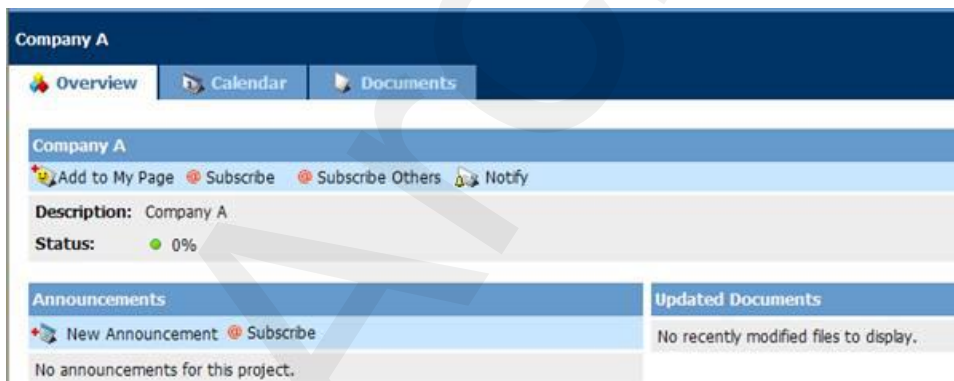 Company A
Overview Calendar Documents
Company A
Add to My Page Subscribe Subscribe Others Notify
Description: Company A
Status: 0%
Announcements
New Announcement Subscribe
No announcements for this project.
Updated Documents
No recently modified files to display.